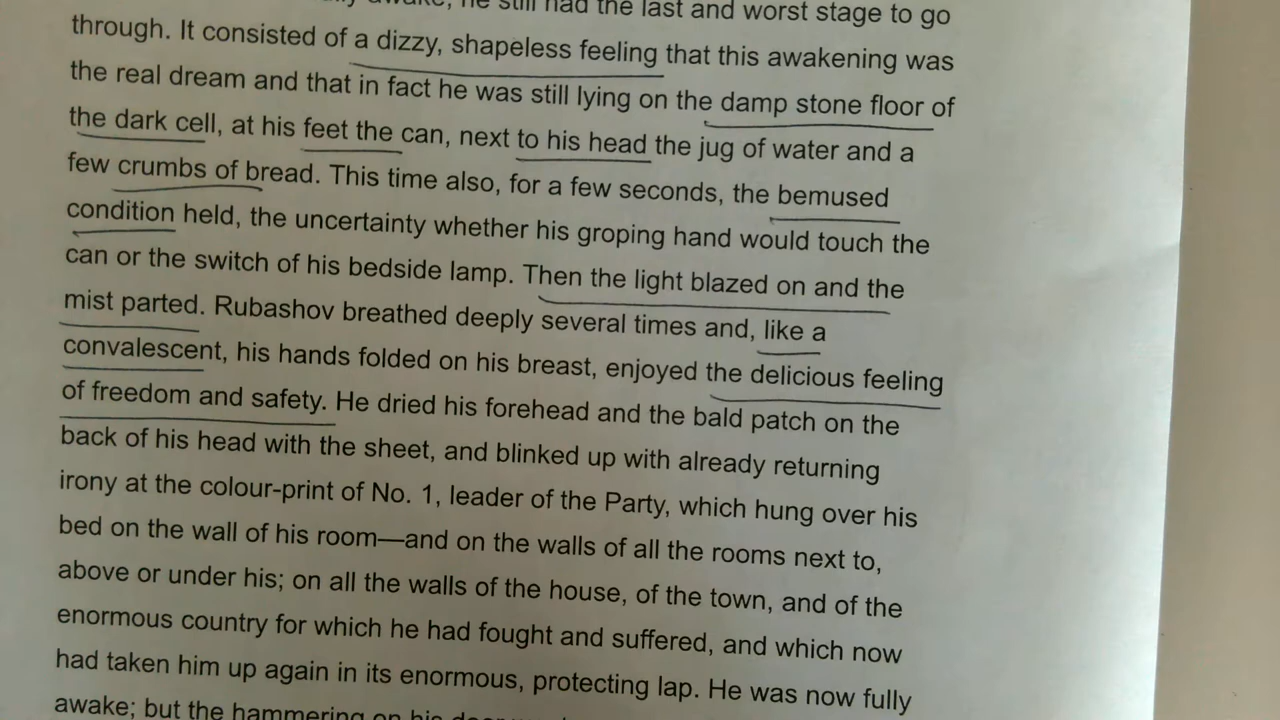 he still had the last and worst stage to go
through. It consisted of a dizzy, shapeless feeling that this awakening was
the real dream and that in fact he was still lying on the damp stone floor of
the dark cell, at his feet the can, next to his head the jug of water and a
few crumbs of bread. This time also, for a few seconds, the bemused
condition held, the uncertainty whether his groping hand would touch the
can or the switch of his bedside lamp. Then the light blazed on and the
mist parted. Rubashov breathed deeply several times and, like a
convalescent, his hands folded on his breast, enjoyed the delicious feeling
of freedom and safety. He dried his forehead and the bald patch on the
back of his head with the sheet, and blinked up with already returning
irony at the colour-print of No. 1, leader of the Party, which hung over his
bed on the wall of his room—and on the walls of all the rooms next to,
above or under his; on all the walls of the house, of the town, and of the
enormous country for which he had fought and suffered, and which now
had taken him up again in its enormous, protecting lap. He was now fully
awake; but the hammering on his